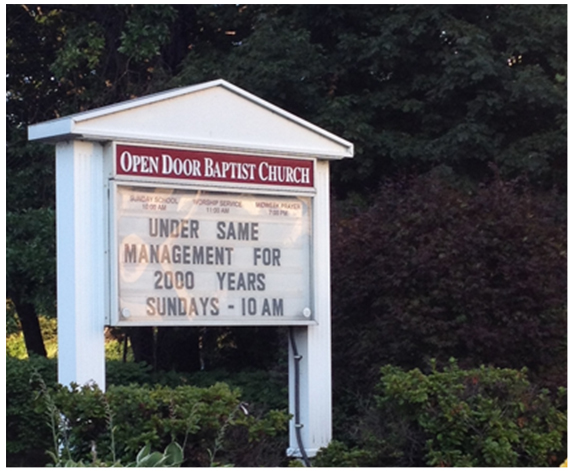 OPEN DOOR BAPTIST CHURCH
SUNDAY SCHOOL WORSHIP SERVICE MIDWEEK PRAYER
10:00 AM 11:00 AM 7:00 PM
UNDER SAME
MANAGEMENT FOR
2000 YEARS
SUNDAYS - 10 AM